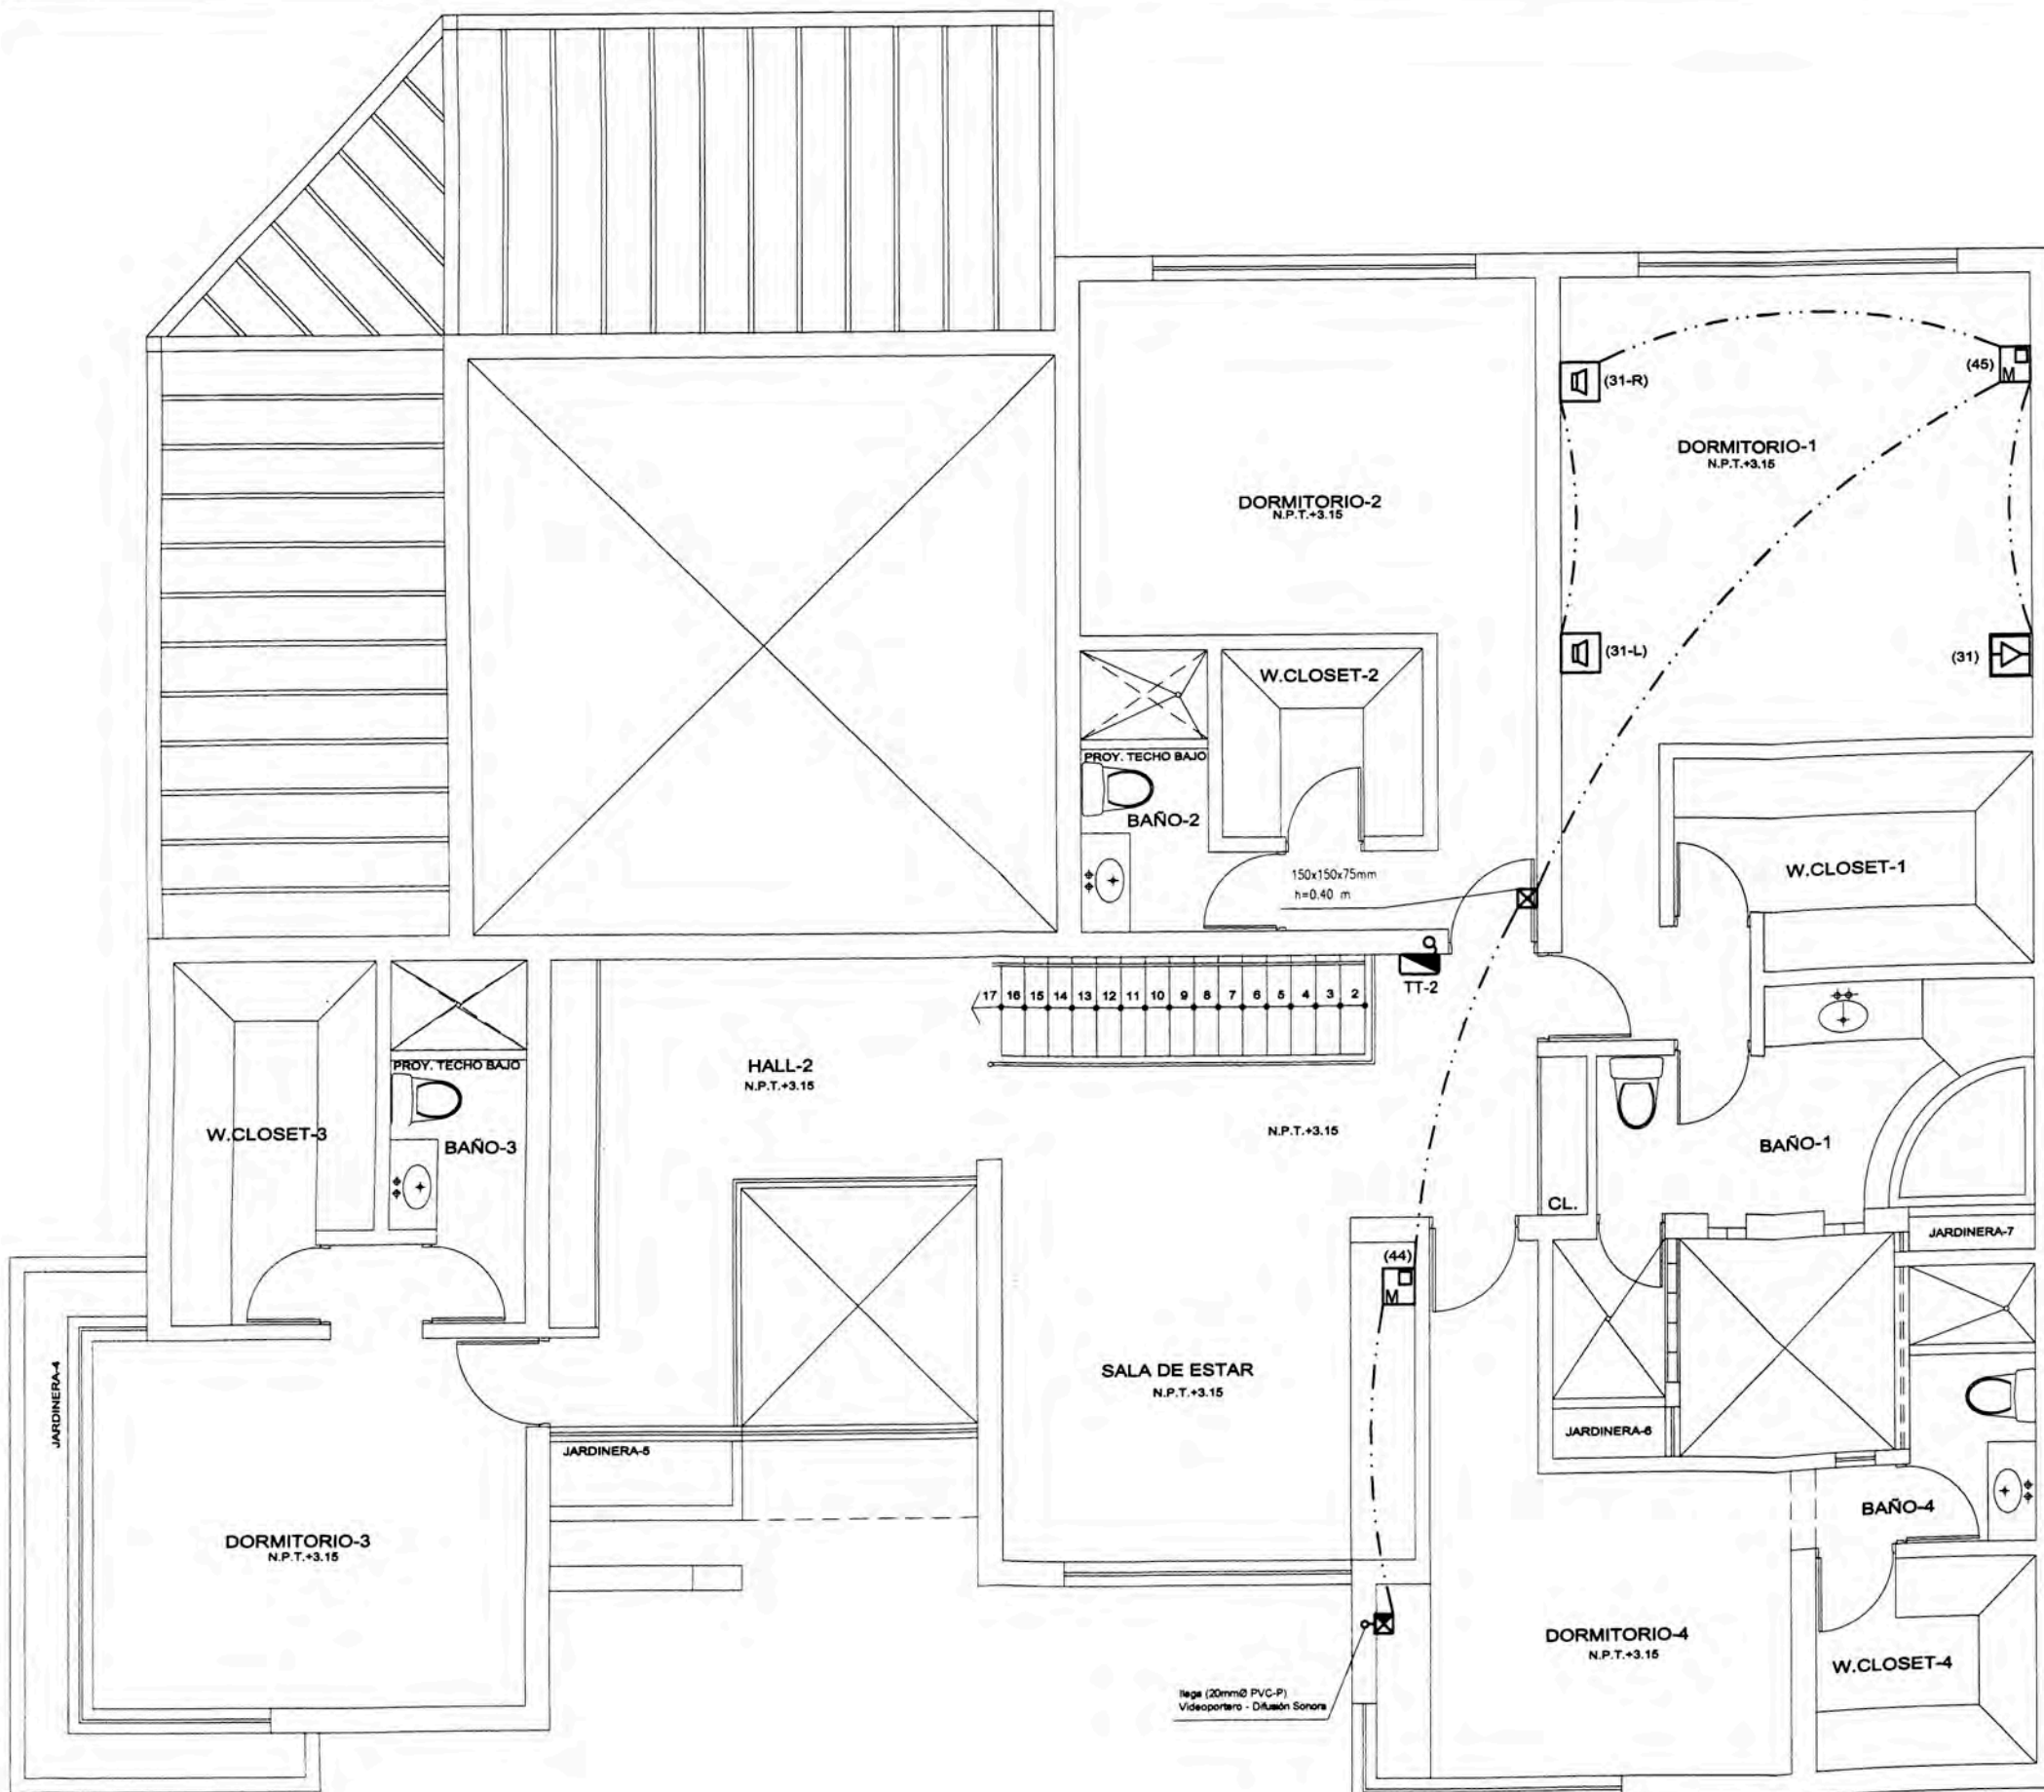 (31-R)
(45)
M
DORMITORIO-1
N.P.T.+3.15
DORMITORIO-2
N.P.T.+3.15
(31-L)
(31)
W.CLOSET-2
PROY. TECHO BAJO
BAÑO-2
150x150x75mm
h=0.40 m
W.CLOSET-1
TT-2
17 16 15 14 13 12 11 10 9 8 7 6 5 4 3 2
HALL-2
N.P.T.+3.15
PROY. TECHO BAJO
W.CLOSET-3
BAÑO-3
N.P.T.+3.15
BAÑO-1
CL.
JARDINERA-7
(44)
M
SALA DE ESTAR
N.P.T.+3.15
JARDINERA-4
JARDINERA-5
JARDINERA-6
BAÑO-4
DORMITORIO-3
N.P.T.+3.15
DORMITORIO-4
N.P.T.+3.15
W.CLOSET-4
llega (20mmØ PVC-P)
Videoportero - Difusión Sonora